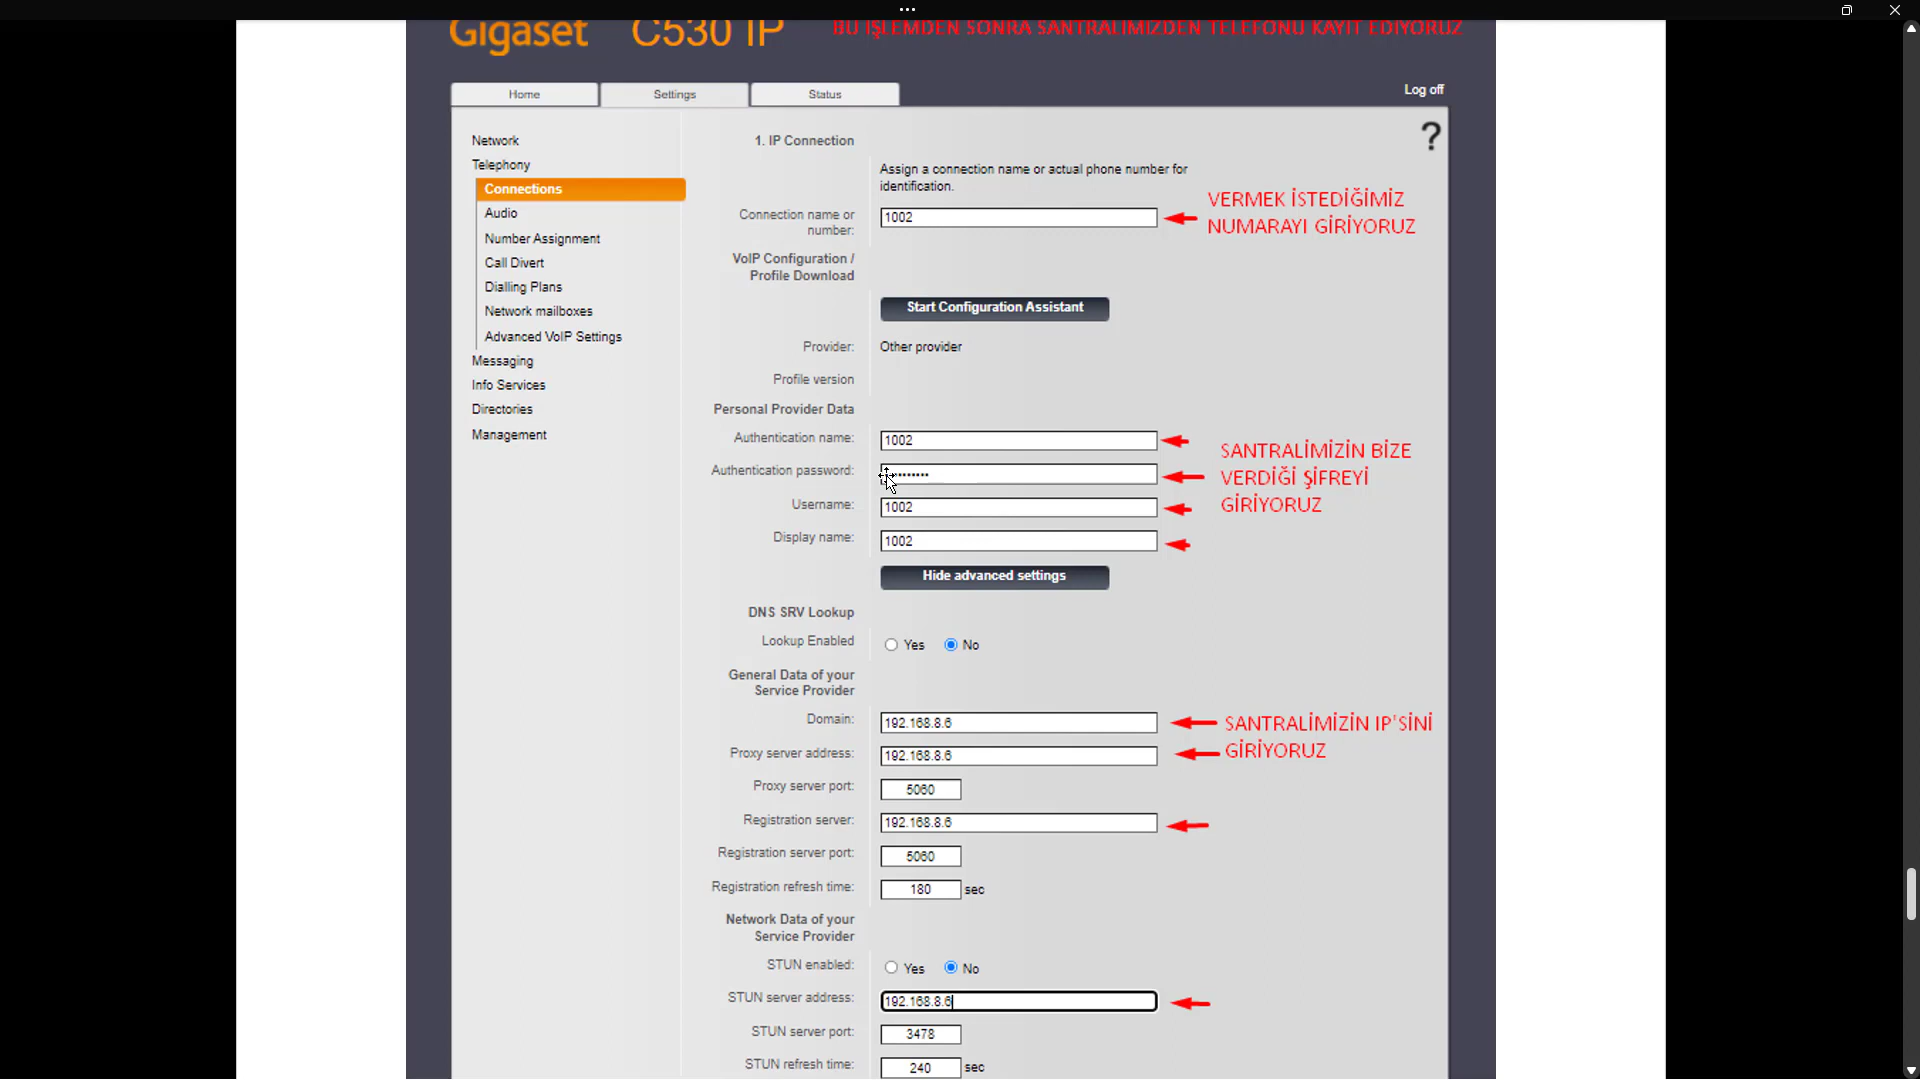 Gigaset C530 IP BU İŞLEMDEN SONRA SANTRALİMİZDEN TELEFONU KAYIT EDİYORUZ
Home Settings Status Log off
?
Network
Telephony
Connections
Audio
Number Assignment
Call Divert
Dialling Plans
Network mailboxes
Advanced VoIP Settings
Messaging
Info Services
Directories
Management
1. IP Connection
Assign a connection name or actual phone number for
identification.
Connection name or
number:
1002
VERMEK İSTEDİĞİMİZ
NUMARAYI GİRİYORUZ
VoIP Configuration /
Profile Download
Start Configuration Assistant
Provider: Other provider
Profile version
Personal Provider Data
Authentication name: 1002
Authentication password:
SANTRALİMİZİN BİZE
VERDİĞİ ŞİFREYİ
GİRİYORUZ
Username: 1002
Display name: 1002
Hide advanced settings
DNS SRV Lookup
Lookup Enabled Yes No
General Data of your
Service Provider
Domain: 192.168.8.6
SANTRALİMİZİN IP'SİNİ
GİRİYORUZ
Proxy server address: 192.168.8.6
Proxy server port: 5060
Registration server: 192.168.8.6
Registration server port: 5060
Registration refresh time: 180 sec
Network Data of your
Service Provider
STUN enabled: Yes No
STUN server address: 192.168.8.6
STUN server port: 3478
STUN refresh time: 240 sec